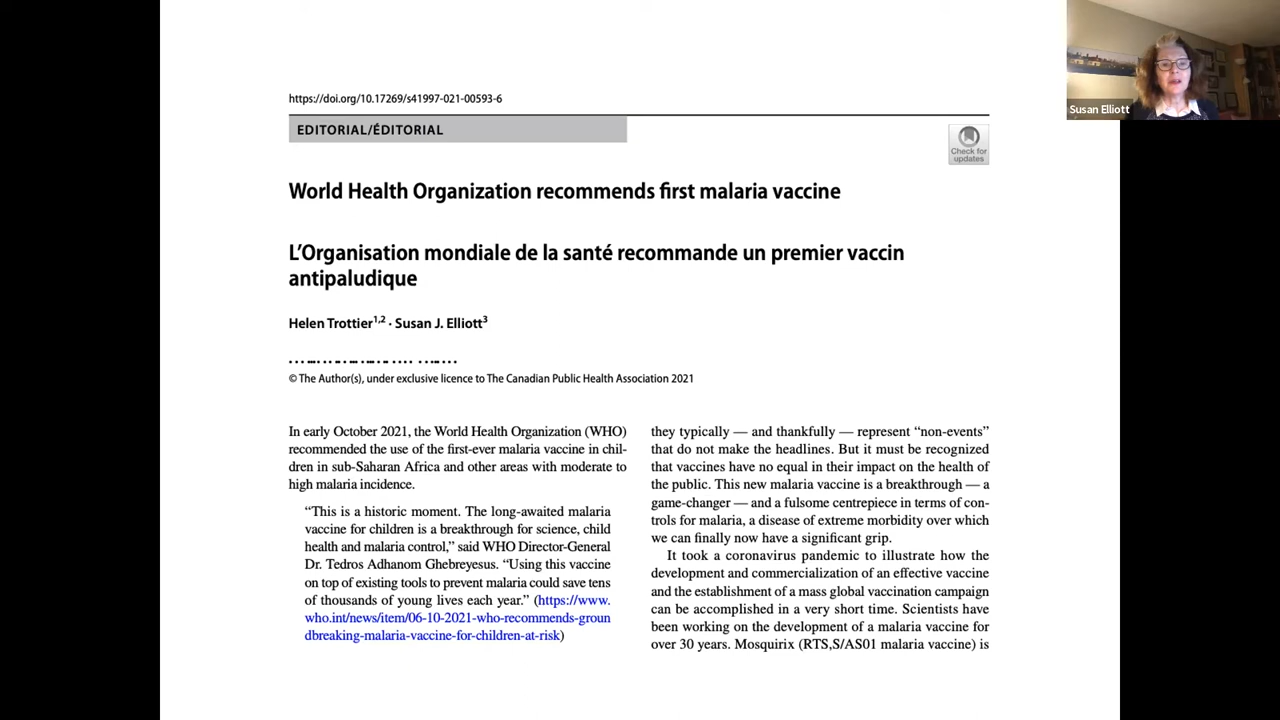 https://doi.org/10.17269/s41997-021-00593-6
EDITORIAL/ÉDITORIAL
Check for
updates
World Health Organization recommends first malaria vaccine
L’Organisation mondiale de la santé recommande un premier vaccin
antipaludique
Helen Trottier1,2 · Susan J. Elliott3
© The Author(s), under exclusive licence to The Canadian Public Health Association 2021
In early October 2021, the World Health Organization (WHO)
recommended the use of the first-ever malaria vaccine in chil-
dren in sub-Saharan Africa and other areas with moderate to
high malaria incidence.
“This is a historic moment. The long-awaited malaria
vaccine for children is a breakthrough for science, child
health and malaria control,” said WHO Director-General
Dr. Tedros Adhanom Ghebreyesus. “Using this vaccine
on top of existing tools to prevent malaria could save tens
of thousands of young lives each year.” (https://www.
who.int/news/item/06-10-2021-who-recommends-groun
dbreaking-malaria-vaccine-for-children-at-risk)
they typically — and thankfully — represent “non-events”
that do not make the headlines. But it must be recognized
that vaccines have no equal in their impact on the health of
the public. This new malaria vaccine is a breakthrough — a
game-changer — and a fulsome centrepiece in terms of con-
trols for malaria, a disease of extreme morbidity over which
we can finally now have a significant grip.
It took a coronavirus pandemic to illustrate how the
development and commercialization of an effective vaccine
and the establishment of a mass global vaccination campaign
can be accomplished in a very short time. Scientists have
been working on the development of a malaria vaccine for
over 30 years. Mosquirix (RTS,S/AS01 malaria vaccine) is
Susan Elliott